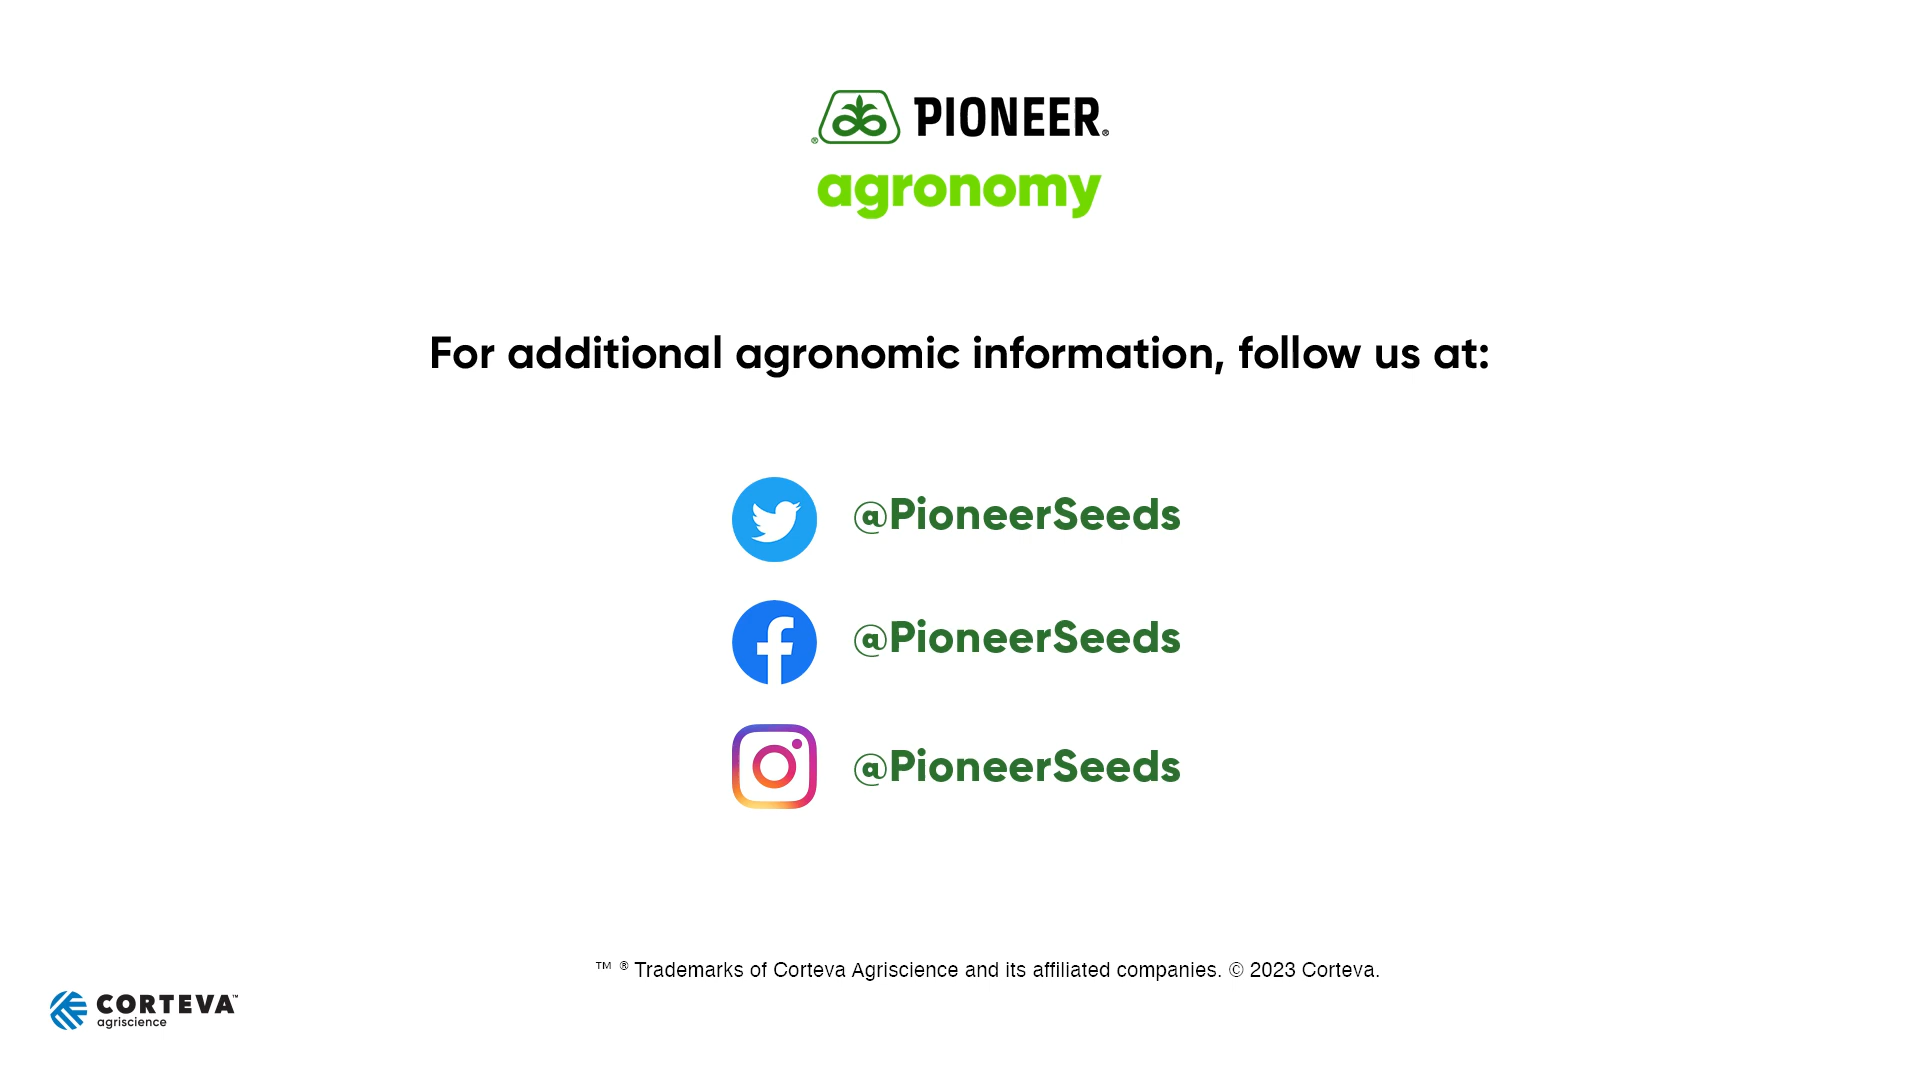 PIONEER®
agronomy
For additional agronomic information, follow us at:
@PioneerSeeds
@PioneerSeeds
@PioneerSeeds
™ ® Trademarks of Corteva Agriscience and its affiliated companies. © 2023 Corteva.
CORTEVA™
agriscience